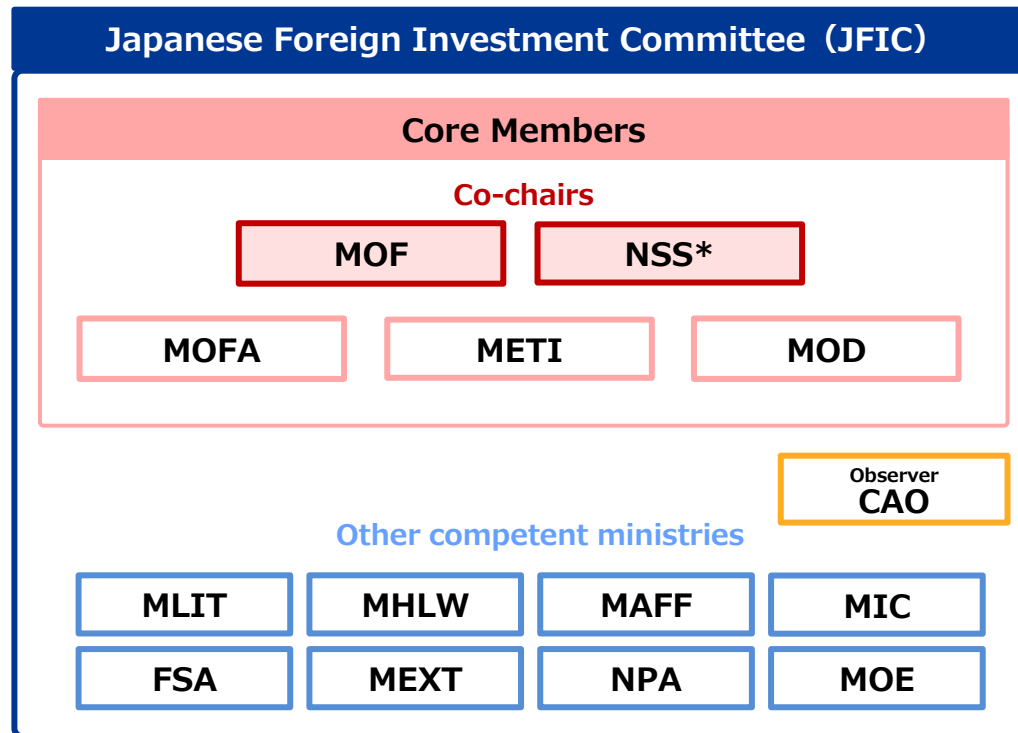 Japanese Foreign Investment Committee（JFIC）
Core Members
Co-chairs
MOF NSS*
MOFA METI MOD
Observer
CAO
Other competent ministries
MLIT MHLW MAFF MIC
FSA MEXT NPA MOE